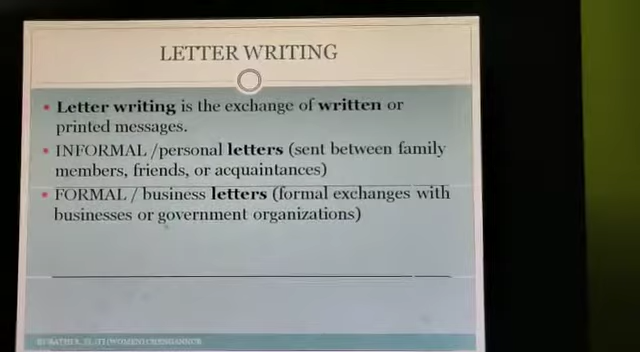 LETTER WRITING
Letter writing is the exchange of written or
printed messages.
INFORMAL /personal letters (sent between family
members, friends, or acquaintances)
FORMAL / business letters (formal exchanges with
businesses or government organizations)